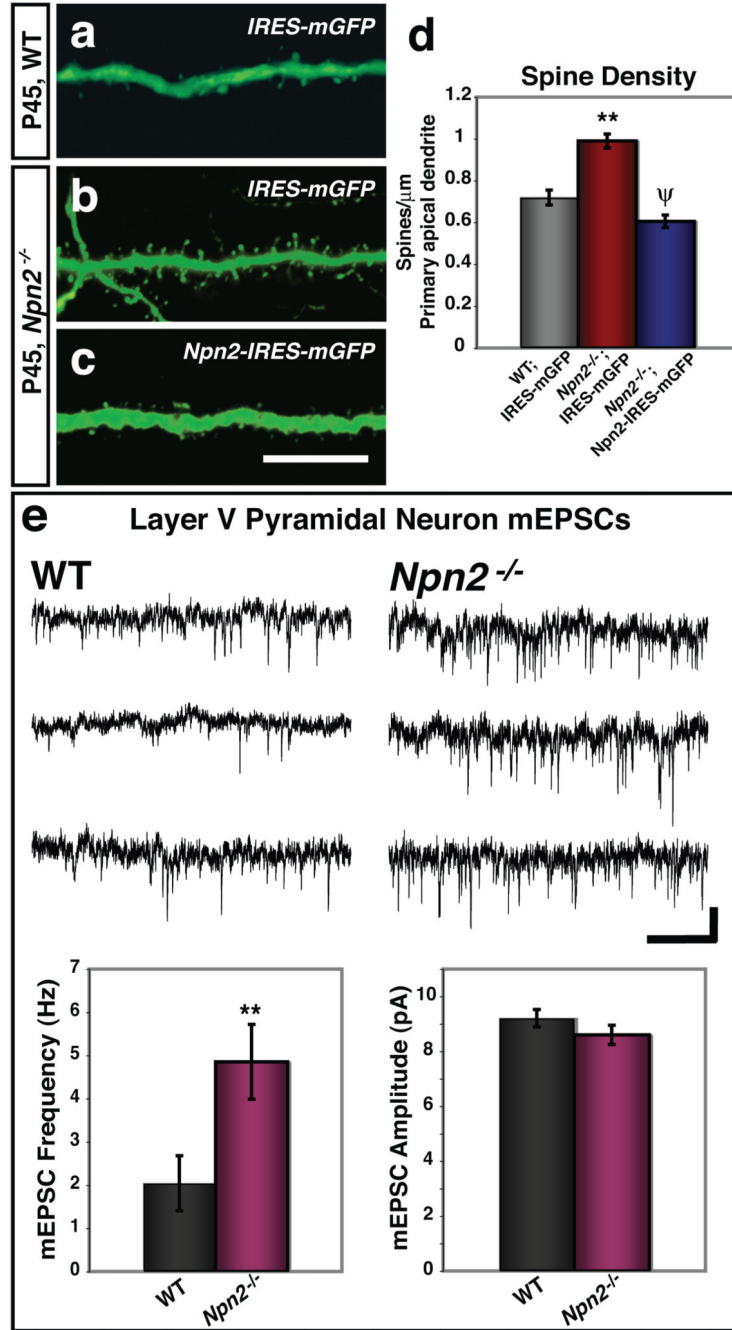 P45, WT
a
IRES-mGFP
P45, Npn2 -/-
b
IRES-mGFP
c
Npn2-IRES-mGFP
d
Spine Density
Spines/µm
Primary apical dendrite
1.2
1
0.8
0.6
0.4
0.2
0
**
ψ
WT;
IRES-mGFP
Npn2-/-;
IRES-mGFP
Npn2-/-;
Npn2-IRES-mGFP
e
Layer V Pyramidal Neuron mEPSCs
WT
Npn2 -/-
mEPSC Frequency (Hz)
7
6
5
4
3
2
1
0
**
WT
Npn2-/-
mEPSC Amplitude (pA)
10
8
6
4
2
0
WT
Npn2-/-